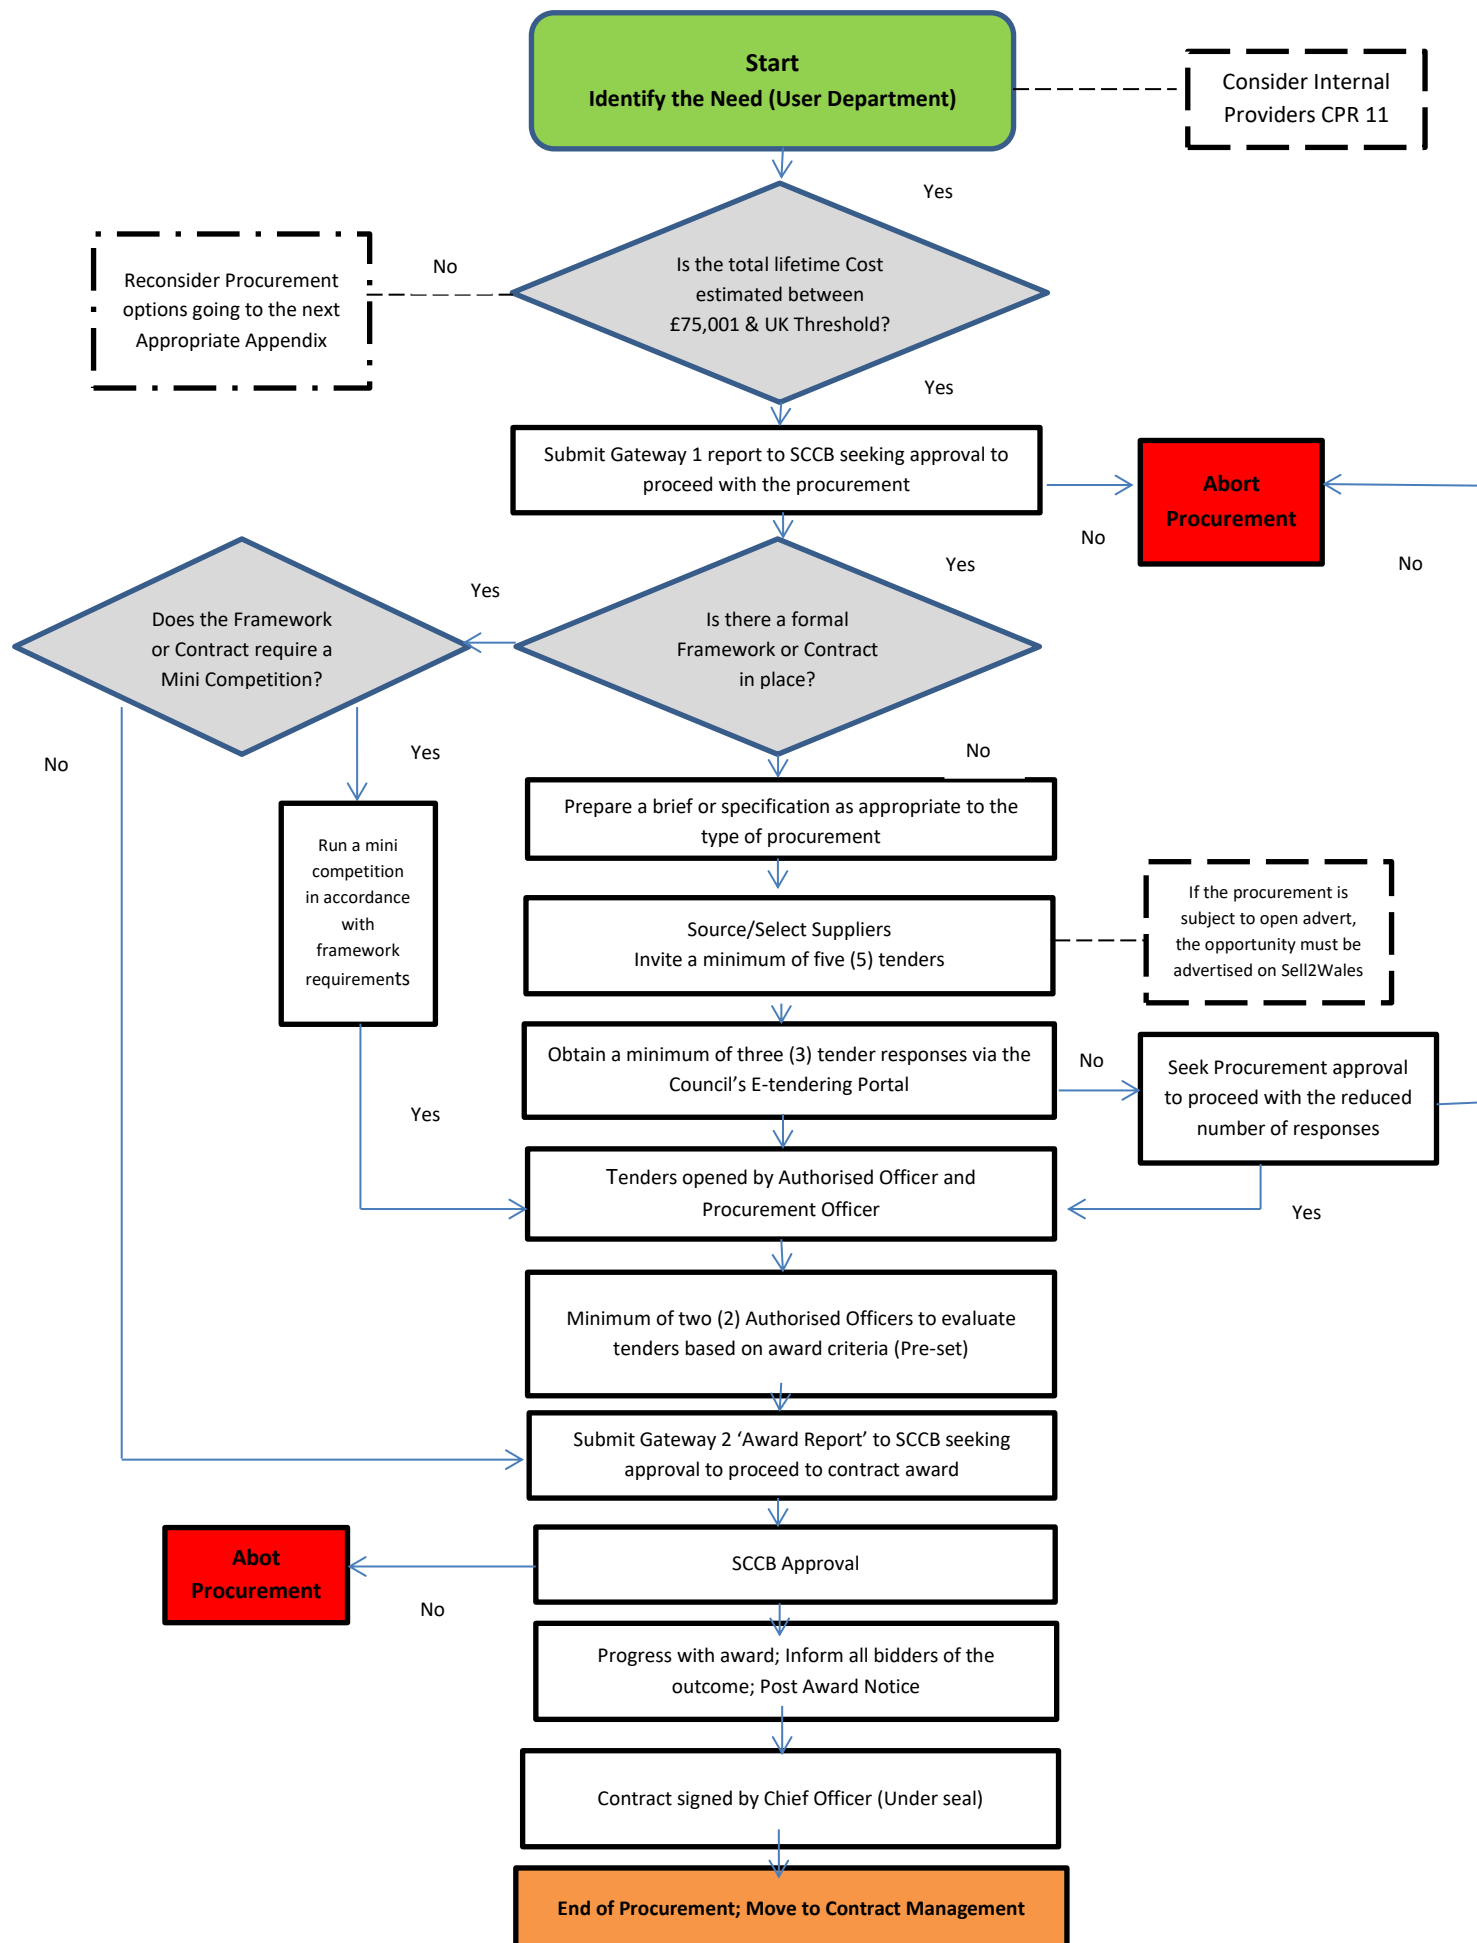 Start
Identify the Need (User Department)
Consider Internal
Providers CPR 11
Yes
Is the total lifetime Cost
estimated between
£75,001 & UK Threshold?
No
Reconsider Procurement
options going to the next
Appropriate Appendix
Yes
Submit Gateway 1 report to SCCB seeking approval to
proceed with the procurement
Abort
Procurement
No
No
Yes
Is there a formal
Framework or Contract
in place?
Yes
Does the Framework
or Contract require a
Mini Competition?
No
Yes
No
Prepare a brief or specification as appropriate to the
type of procurement
Run a mini
competition
in accordance
with
framework
requirements
Source/Select Suppliers
Invite a minimum of five (5) tenders
If the procurement is
subject to open advert,
the opportunity must be
advertised on Sell2Wales
Obtain a minimum of three (3) tender responses via the
Council’s E-tendering Portal
No
Seek Procurement approval
to proceed with the reduced
number of responses
Yes
Tenders opened by Authorised Officer and
Procurement Officer
Yes
Minimum of two (2) Authorised Officers to evaluate
tenders based on award criteria (Pre-set)
Submit Gateway 2 ‘Award Report’ to SCCB seeking
approval to proceed to contract award
SCCB Approval
Abot
Procurement
No
Progress with award; Inform all bidders of the
outcome; Post Award Notice
Contract signed by Chief Officer (Under seal)
End of Procurement; Move to Contract Management